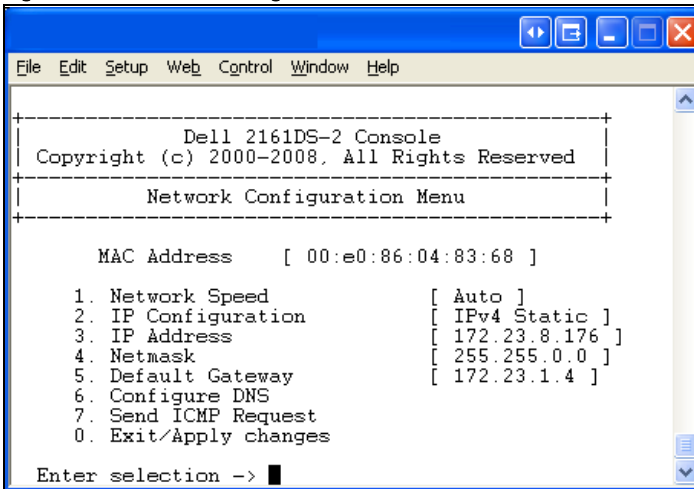 File Edit Setup Web Control Window Help
Dell 2161DS-2 Console
Copyright (c) 2000-2008, All Rights Reserved
Network Configuration Menu
MAC Address [ 00:e0:86:04:83:68 ]
1. Network Speed [ Auto ]
2. IP Configuration [ IPv4 Static ]
3. IP Address [ 172.23.8.176 ]
4. Netmask [ 255.255.0.0 ]
5. Default Gateway [ 172.23.1.4 ]
6. Configure DNS
7. Send ICMP Request
0. Exit/Apply changes
Enter selection ->